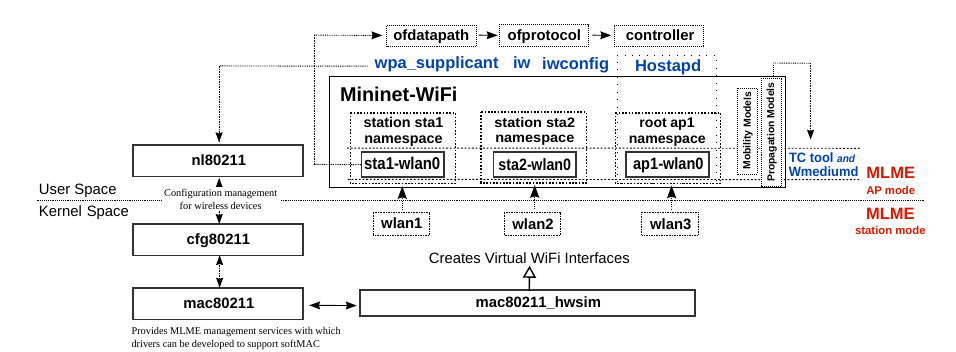 ofdatapath
ofprotocol
controller
wpa_supplicant iw iwconfig Hostapd
Mininet-WiFi
station sta1
namespace
sta1-wlan0
station sta2
namespace
sta2-wlan0
root ap1
namespace
ap1-wlan0
Mobility Models
Propagation Models
TC tool and
Wmediumd
MLME
AP mode
nl80211
User Space
Configuration management
for wireless devices
Kernel Space
wlan1
wlan2
wlan3
MLME
station mode
cfg80211
Creates Virtual WiFi Interfaces
mac80211
mac80211_hwsim
Provides MLME management services with which
drivers can be developed to support softMAC